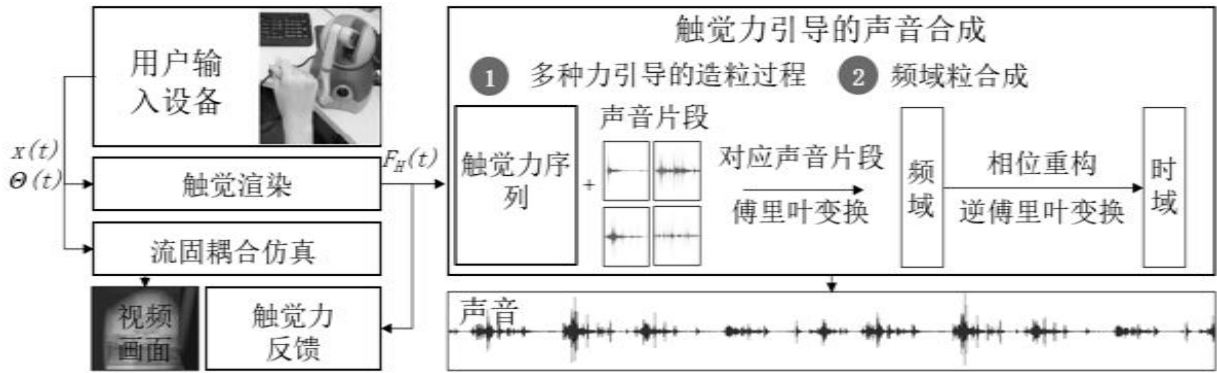 用户输
入设备
x(t)
Θ(t)
触觉渲染
F_H(t)
流固耦合仿真
视频
画面
触觉力
反馈
触觉力引导的声音合成
1 多种力引导的造粒过程
2 频域粒合成
触觉力序
列
+
声音片段
对应声音片段
傅里叶变换
频
域
相位重构
逆傅里叶变换
时
域
声音